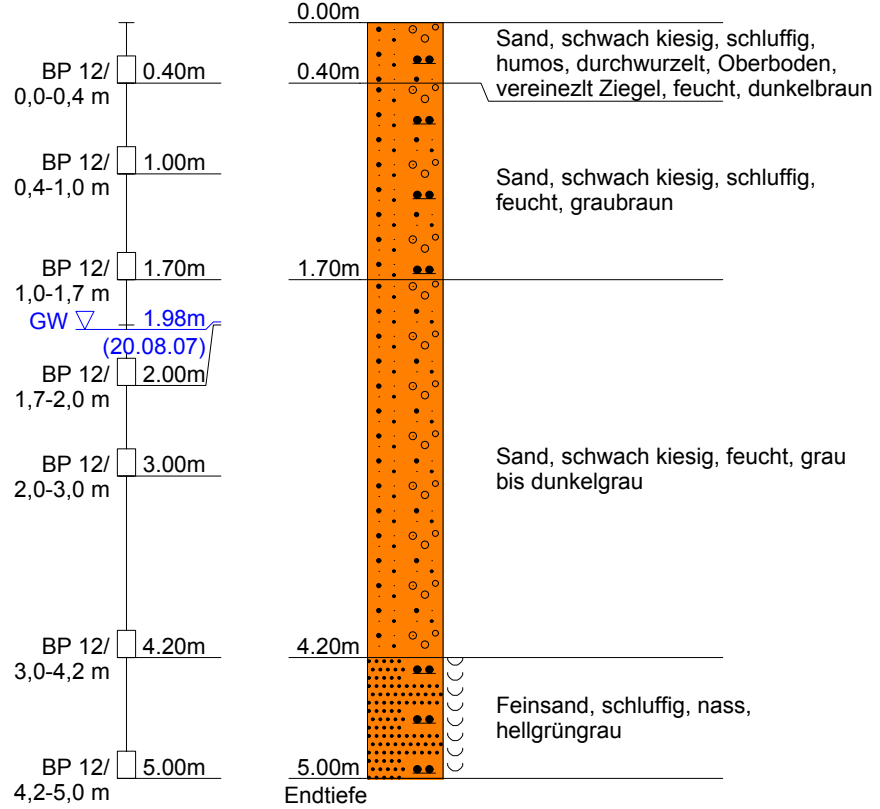 0.00m
Sand, schwach kiesig, schluffig,
humos, durchwurzelt, Oberboden,
vereinezlt Ziegel, feucht, dunkelbraun
BP 12/
0,0-0,4 m
0.40m
0.40m
BP 12/
0,4-1,0 m
1.00m
Sand, schwach kiesig, schluffig,
feucht, graubraun
BP 12/
1,0-1,7 m
1.70m
1.70m
GW
1.98m
(20.08.07)
BP 12/
1,7-2,0 m
2.00m
BP 12/
2,0-3,0 m
3.00m
Sand, schwach kiesig, feucht, grau
bis dunkelgrau
BP 12/
3,0-4,2 m
4.20m
4.20m
Feinsand, schluffig, nass,
hellgrüngrau
BP 12/
4,2-5,0 m
5.00m
5.00m
Endtiefe